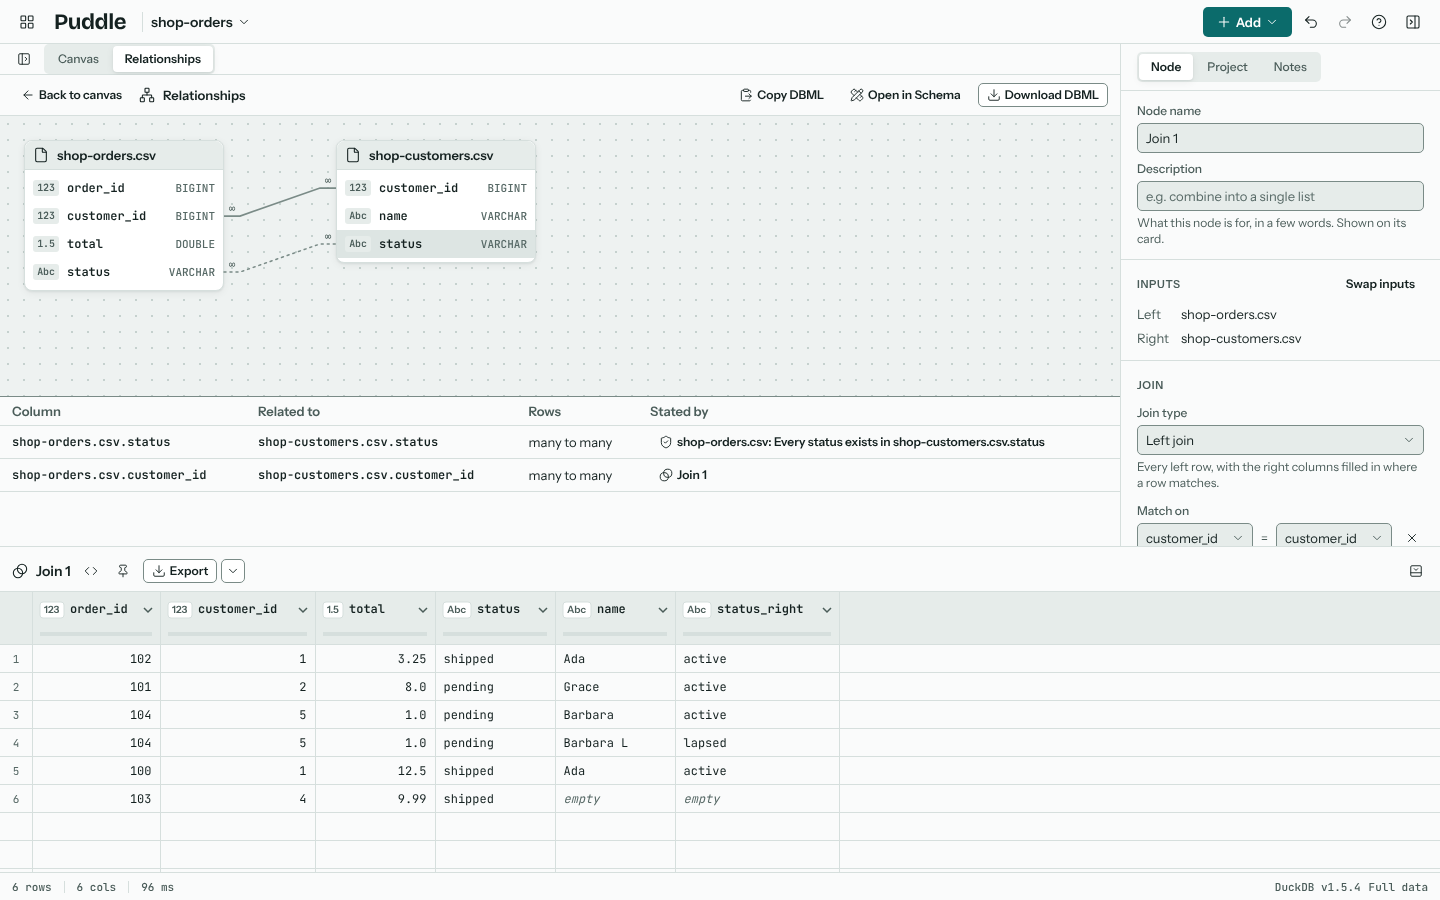 Puddle
shop-orders
Add
Canvas
Relationships
Back to canvas
Relationships
Copy DBML
Open in Schema
Download DBML
shop-orders.csv
123 order_id BIGINT
123 customer_id BIGINT
1.5 total DOUBLE
Abc status VARCHAR
∞
∞
∞
∞
shop-customers.csv
123 customer_id BIGINT
Abc name VARCHAR
Abc status VARCHAR
Column Related to Rows Stated by
shop-orders.csv.status shop-customers.csv.status many to many shop-orders.csv: Every status exists in shop-customers.csv.status
shop-orders.csv.customer_id shop-customers.csv.customer_id many to many Join 1
Node Project Notes
Node name
Join 1
Description
e.g. combine into a single list
What this node is for, in a few words. Shown on its
card.
INPUTS Swap inputs
Left shop-orders.csv
Right shop-customers.csv
JOIN
Join type
Left join
Every left row, with the right columns filled in where
a row matches.
Match on
customer_id = customer_id
Join 1 Export
123 order_id 123 customer_id 1.5 total Abc status Abc name Abc status_right
1 102 1 3.25 shipped Ada active
2 101 2 8.0 pending Grace active
3 104 5 1.0 pending Barbara active
4 104 5 1.0 pending Barbara L lapsed
5 100 1 12.5 shipped Ada active
6 103 4 9.99 shipped empty empty
6 rows 6 cols 96 ms DuckDB v1.5.4 Full data